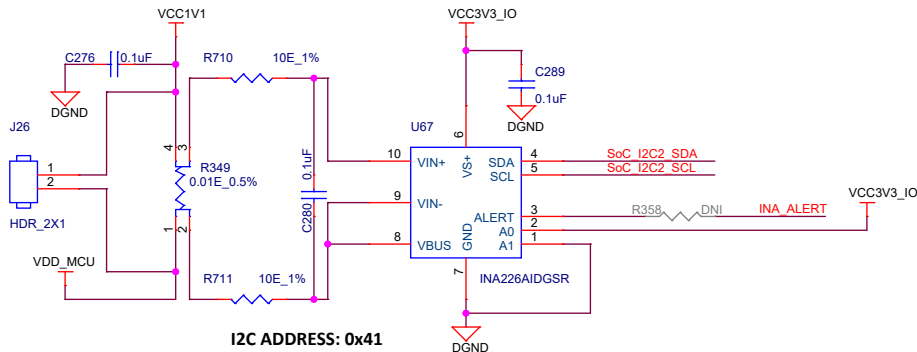 VCC1V1
VCC3V3_IO
C276
0.1uF
R710
10E_1%
DGND
C289
0.1uF
DGND
J26
1
2
HDR_2X1
4
3
R349
0.01E_0.5%
1
2
0.1uF
C280
U67
6
10
VIN+
VS+
SDA
4
SoC_I2C2_SDA
SCL
5
SoC_I2C2_SCL
9
VIN-
ALERT
3
R358
DNI
INA_ALERT
VCC3V3_IO
A0
2
8
VBUS
GND
A1
1
7
INA226AIDGSR
VDD_MCU
R711
10E_1%
I2C ADDRESS: 0x41
DGND